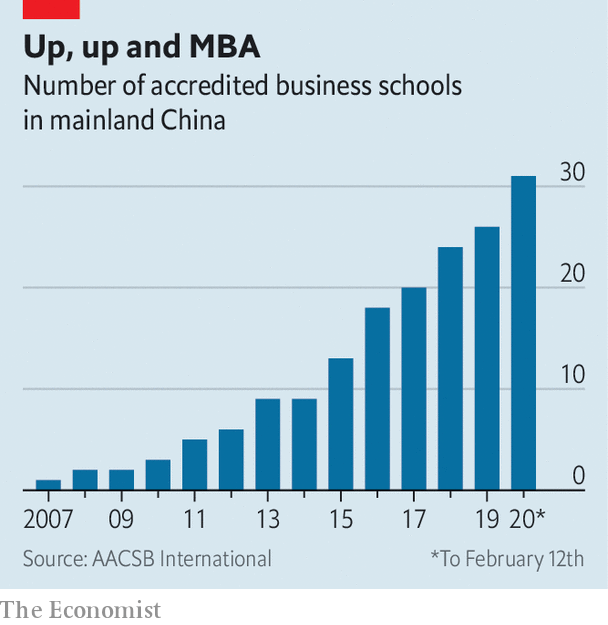 Up, up and MBA
Number of accredited business schools
in mainland China
30
20
10
0
2007 09 11 13 15 17 19 20*
Source: AACSB International *To February 12th
The Economist